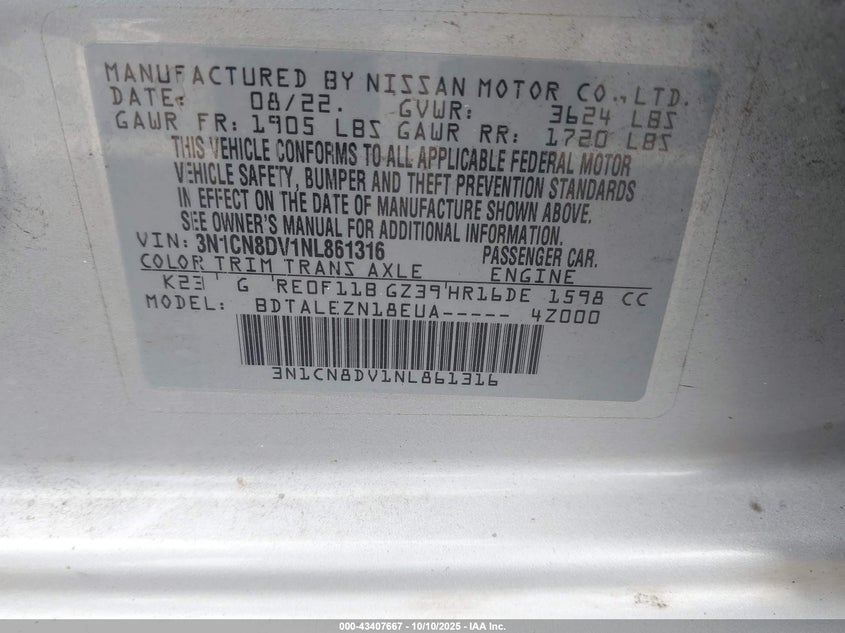 MANUFACTURED BY NISSAN MOTOR CO., LTD.
DATE: 08/22. GVWR: 3624 LBS
GAWR FR: 1905 LBS GAWR RR: 1720 LBS
THIS VEHICLE CONFORMS TO ALL APPLICABLE FEDERAL MOTOR
VEHICLE SAFETY, BUMPER AND THEFT PREVENTION STANDARDS
IN EFFECT ON THE DATE OF MANUFACTURE SHOWN ABOVE.
SEE OWNER'S MANUAL FOR ADDITIONAL INFORMATION.
VIN: 3N1CN8DV1NL861316 PASSENGER CAR.
COLOR TRIM TRANS AXLE ENGINE
K23 G RE0F11B GZ39 HR16DE 1598 CC
MODEL: BDTALEZN18EUA----- 4Z000
3N1CN8DV1NL861316
000-43407667 - 10/10/2025 - IAA Inc.